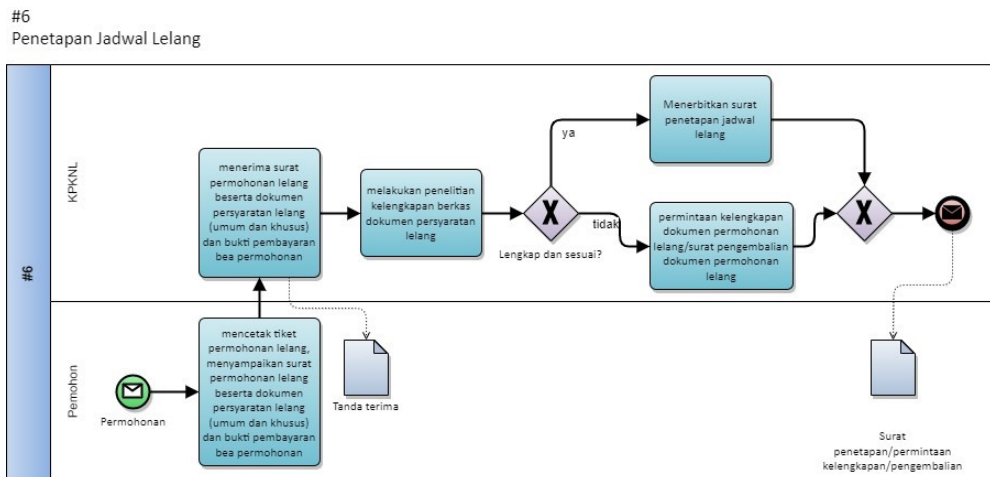 #6
Penetapan Jadwal Lelang
#6
KPKNL
menerima surat
permohonan lelang
beserta dokumen
persyaratan lelang
(umum dan khusus)
dan bukti pembayaran
bea permohonan
melakukan penelitian
kelengkapan berkas
dokumen persyaratan
lelang
X
Lengkap dan sesuai?
ya
Menerbitkan surat
penetapan jadwal
lelang
tidak
permintaan kelengkapan
dokumen permohonan
lelang/surat pengembalian
dokumen permohonan
lelang
X
Pemohon
Permohonan
mencetak tiket
permohonan lelang,
menyampaikan surat
permohonan lelang
beserta dokumen
persyaratan lelang
(umum dan khusus)
dan bukti pembayaran
bea permohonan
Tanda terima
Surat
penetapan/permintaan
kelengkapan/pengembalian